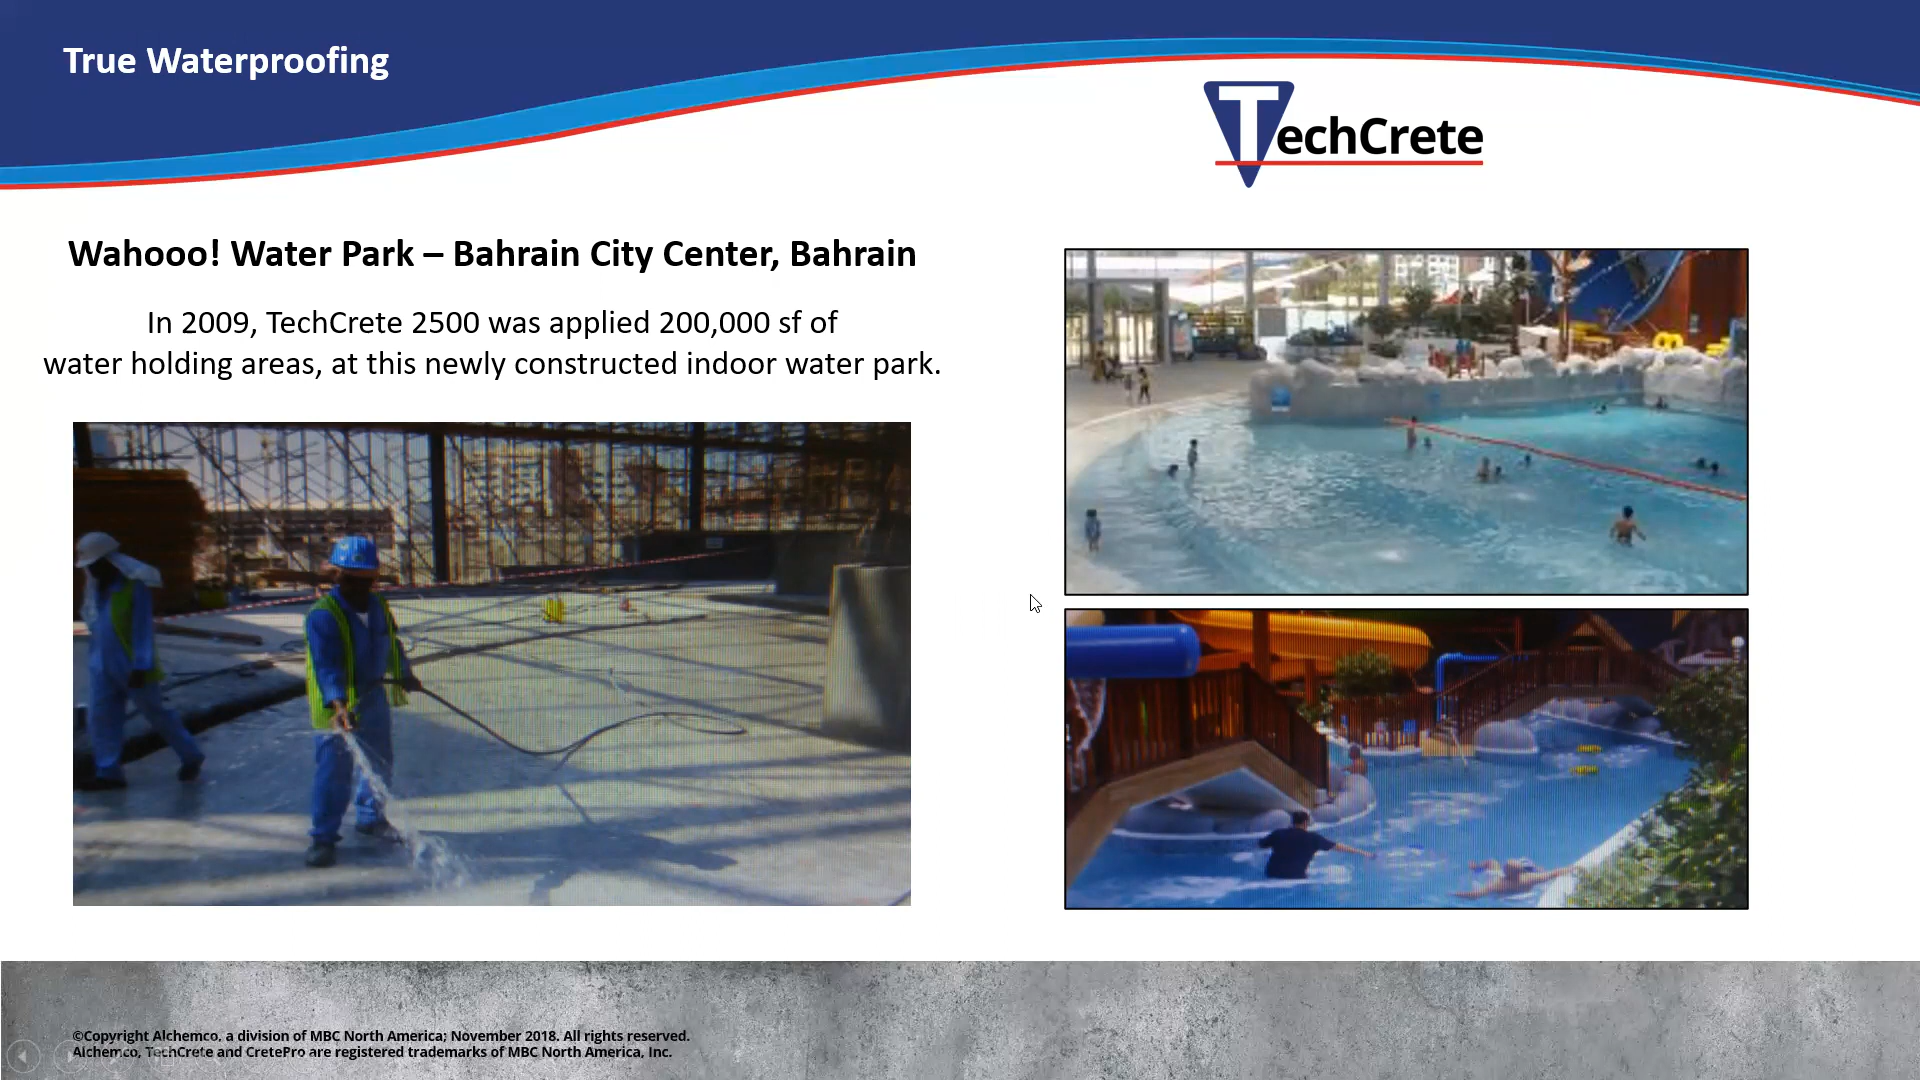 True Waterproofing
TechCrete
Wahooo! Water Park – Bahrain City Center, Bahrain
In 2009, TechCrete 2500 was applied 200,000 sf of
water holding areas, at this newly constructed indoor water park.
©Copyright Alchemco, a division of MBC North America; November 2018. All rights reserved.
Alchemco, TechCrete and CretePro are registered trademarks of MBC North America, Inc.